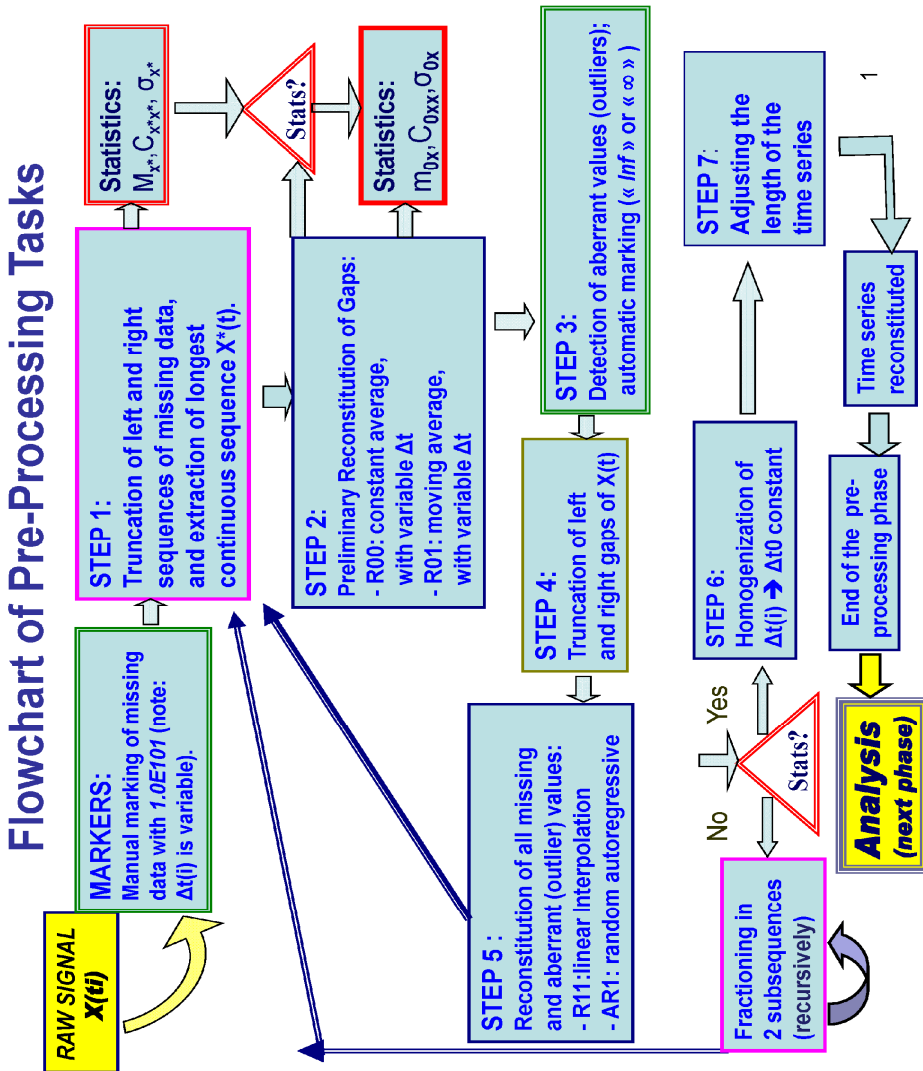 Flowchart of Pre-Processing Tasks
RAW SIGNAL
X(ti)
MARKERS:
Manual marking of missing
data with 1.0E101 (note:
Δt(i) is variable).
STEP 1:
Truncation of left and right
sequences of missing data,
and extraction of longest
continuous sequence X*(t).
Statistics:
Mx*, Cx*x*, σx*
Stats?
Statistics:
m0x, C0xx, σ0x
STEP 2:
Preliminary Reconstitution of Gaps:
- R00: constant average,
with variable Δt
- R01: moving average,
with variable Δt
STEP 3:
Detection of aberrant values (outliers);
automatic marking (« Inf » or « ∞ »)
STEP 4:
Truncation of left
and right gaps of X(t)
STEP 5 :
Reconstitution of all missing
and aberrant (outlier) values:
- R11:linear Interpolation
- AR1: random autoregressive
No
Yes
Stats?
Fractioning in
2 subsequences
(recursively)
STEP 6:
Homogenization of
Δt(i) ➔ Δt0 constant
STEP 7:
Adjusting the
length of the
time series
1
Time series
reconstituted
End of the pre-
processing phase
Analysis
(next phase)